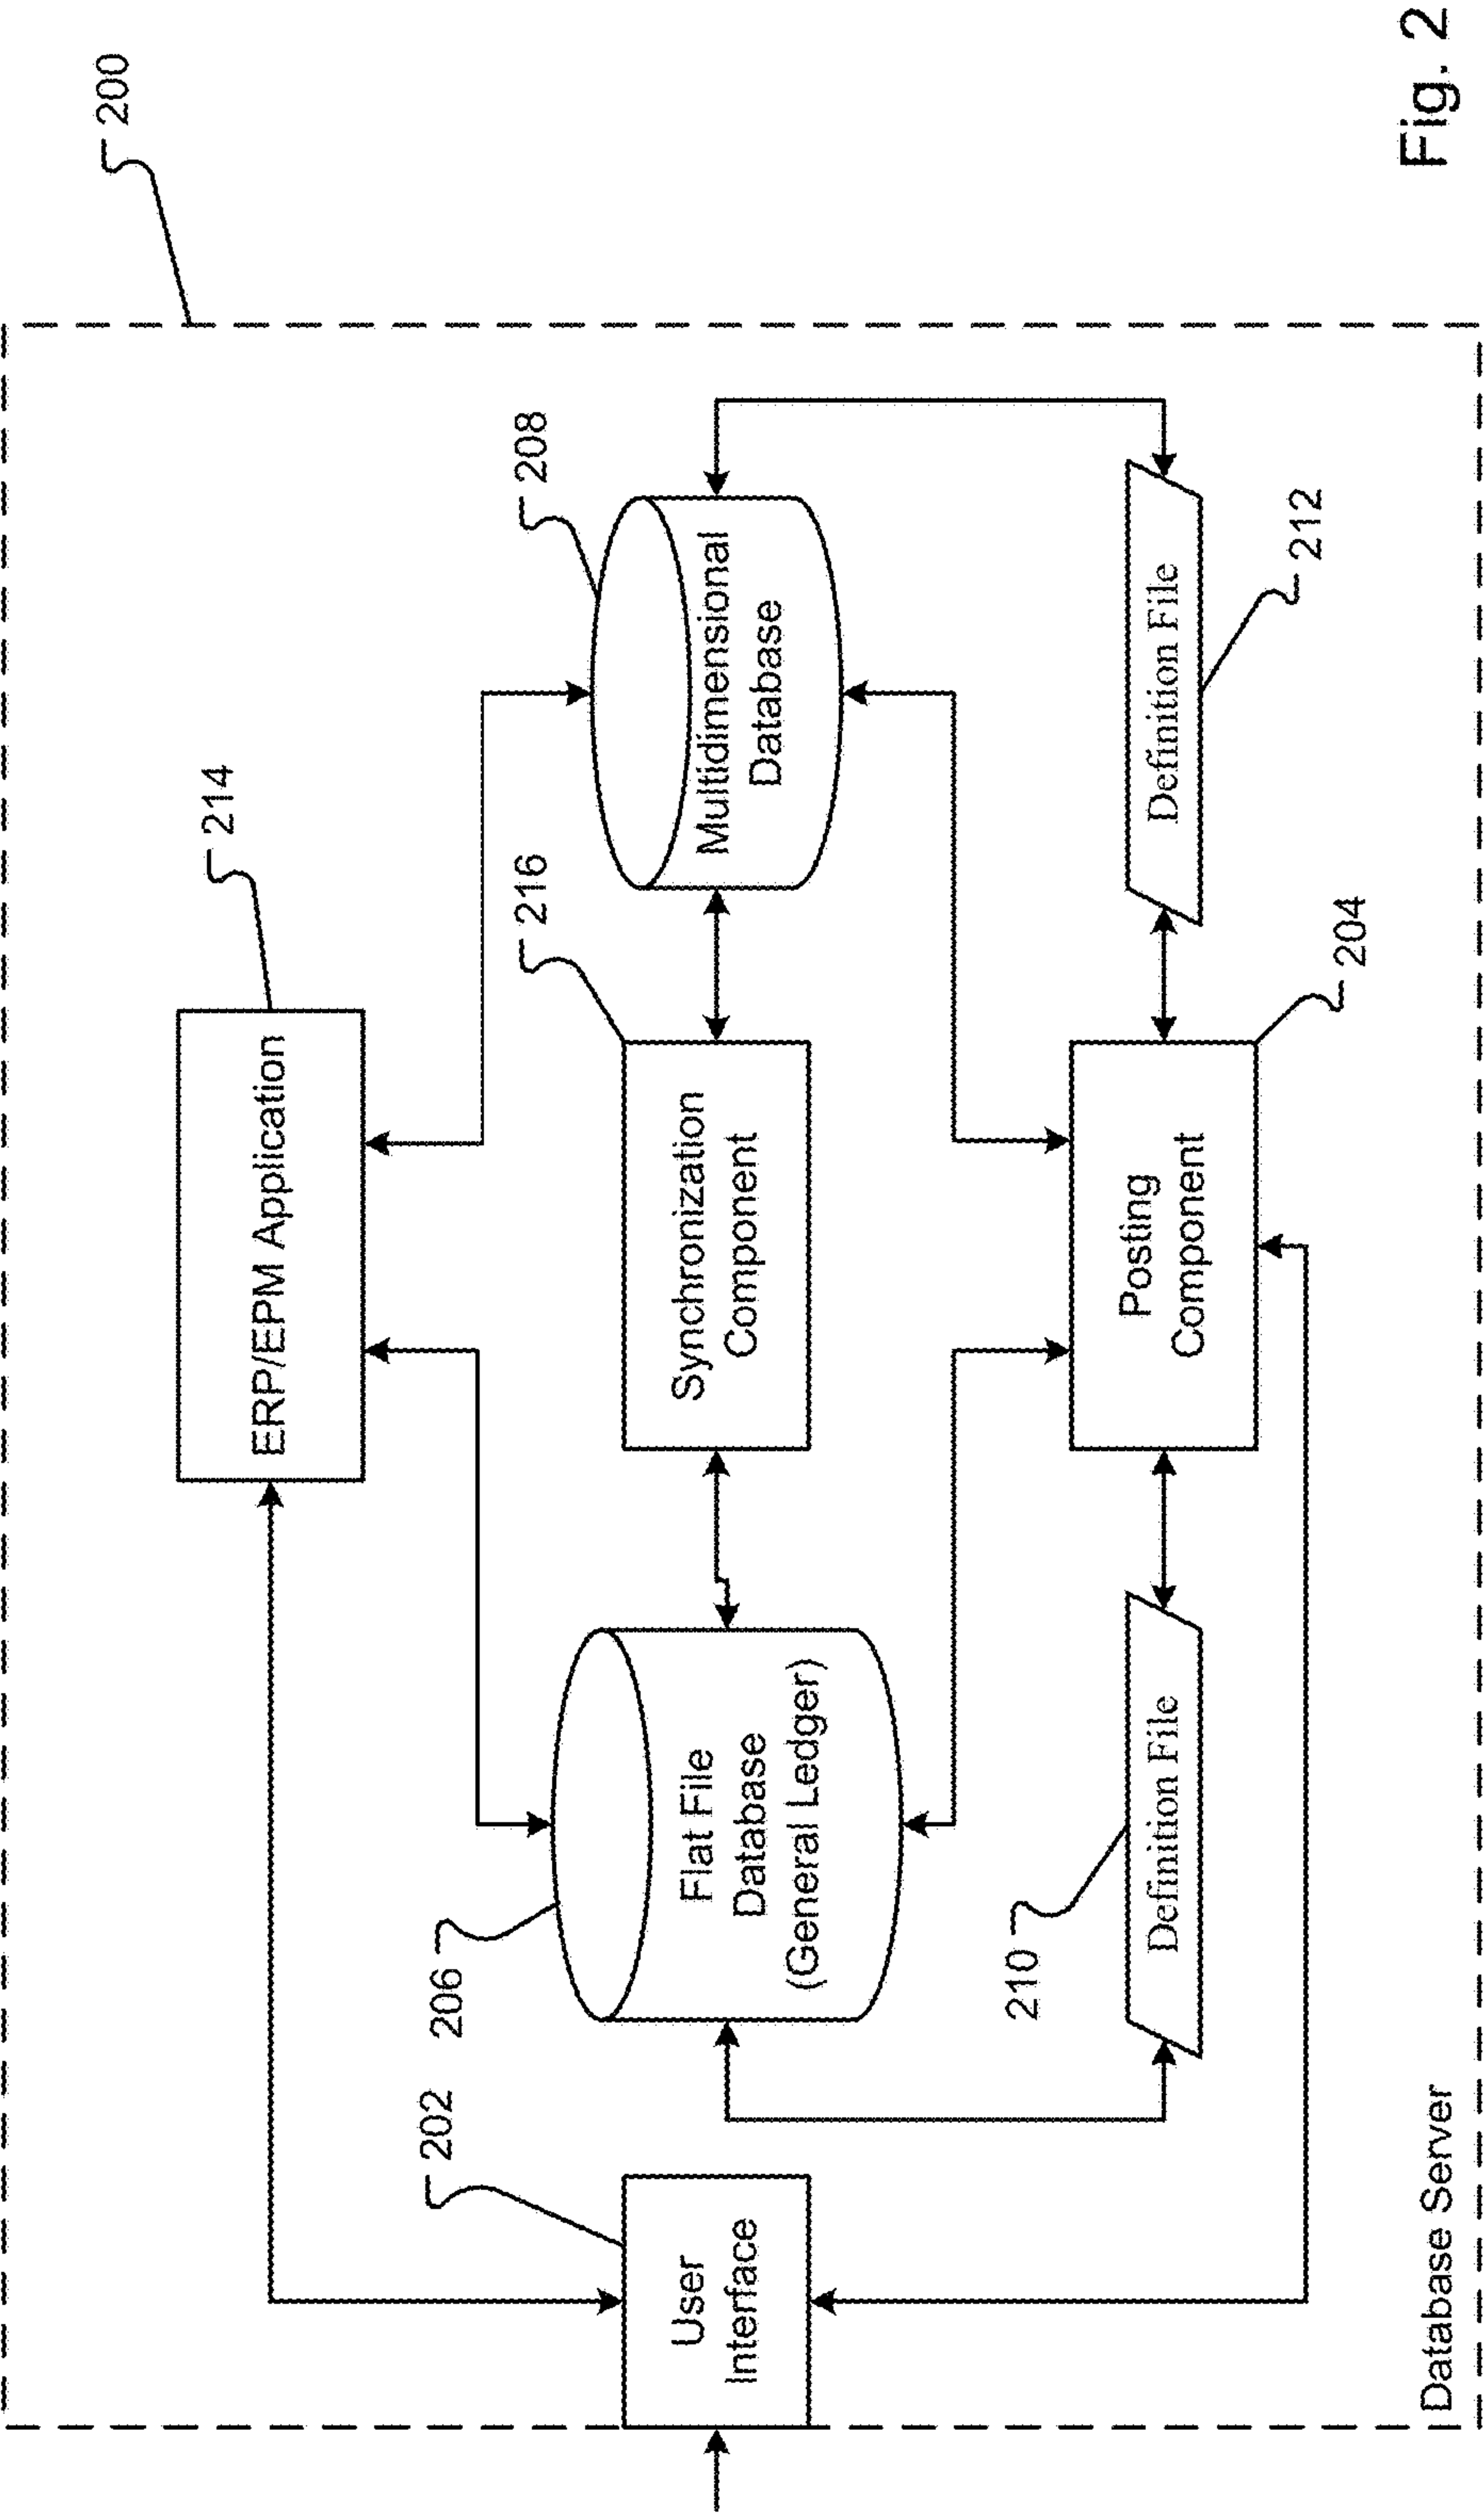 200
214
ERP/EPM Application
206
208
216
202
Flat File
Database
(General Ledger)
Synchronization
Component
Multidimensional
Database
User
Interface
210
Definition File
Posting
Component
204
Definition File
212
Database Server
Fig. 2